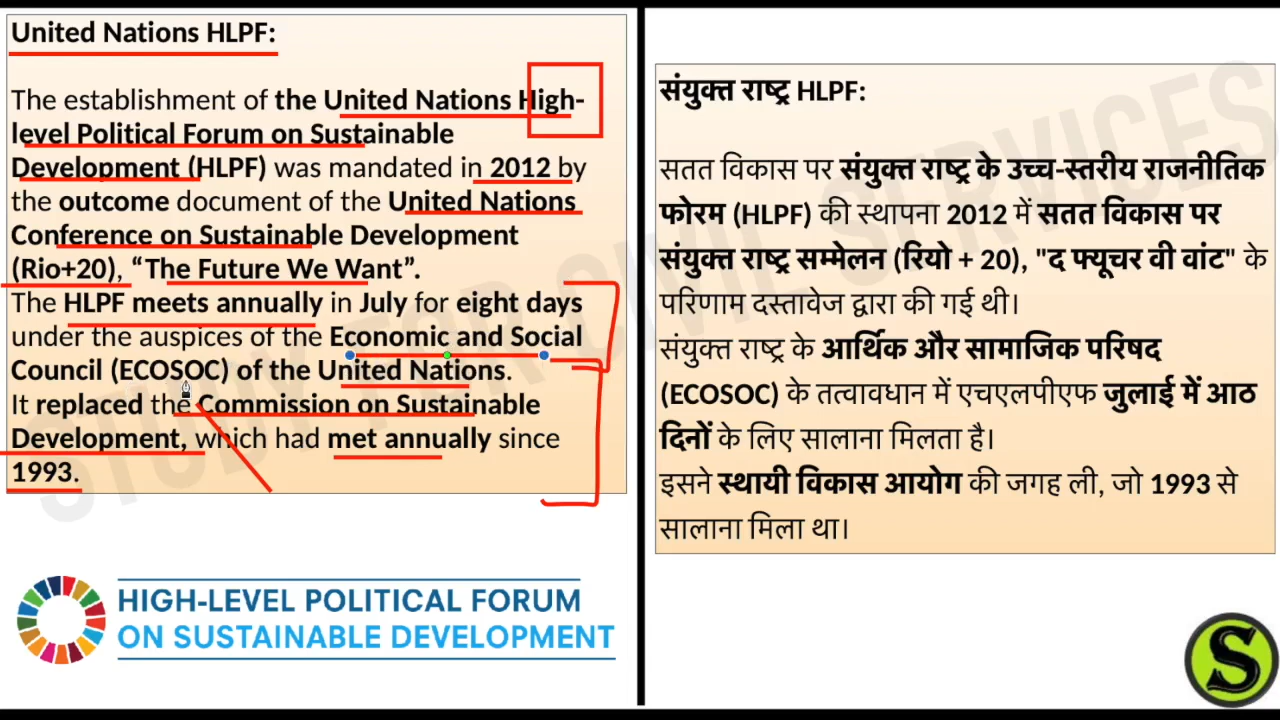 United Nations HLPF:
The establishment of the United Nations High-
level Political Forum on Sustainable
Development (HLPF) was mandated in 2012 by
the outcome document of the United Nations
Conference on Sustainable Development
(Rio+20), “The Future We Want”.
The HLPF meets annually in July for eight days
under the auspices of the Economic and Social
Council (ECOSOC) of the United Nations.
It replaced the Commission on Sustainable
Development, which had met annually since
1993.
HIGH-LEVEL POLITICAL FORUM
ON SUSTAINABLE DEVELOPMENT
संयुक्त राष्ट्र HLPF:
सतत विकास पर संयुक्त राष्ट्र के उच्च-स्तरीय राजनीतिक
फोरम (HLPF) की स्थापना 2012 में सतत विकास पर
संयुक्त राष्ट्र सम्मेलन (रियो + 20), "द फ्यूचर वी वांट" के
परिणाम दस्तावेज द्वारा की गई थी।
संयुक्त राष्ट्र के आर्थिक और सामाजिक परिषद
(ECOSOC) के तत्वावधान में एचएलपीएफ जुलाई में आठ
दिनों के लिए सालाना मिलता है।
इसने स्थायी विकास आयोग की जगह ली, जो 1993 से
सालाना मिला था।
STUDY FOR CIVIL SERVICES
S